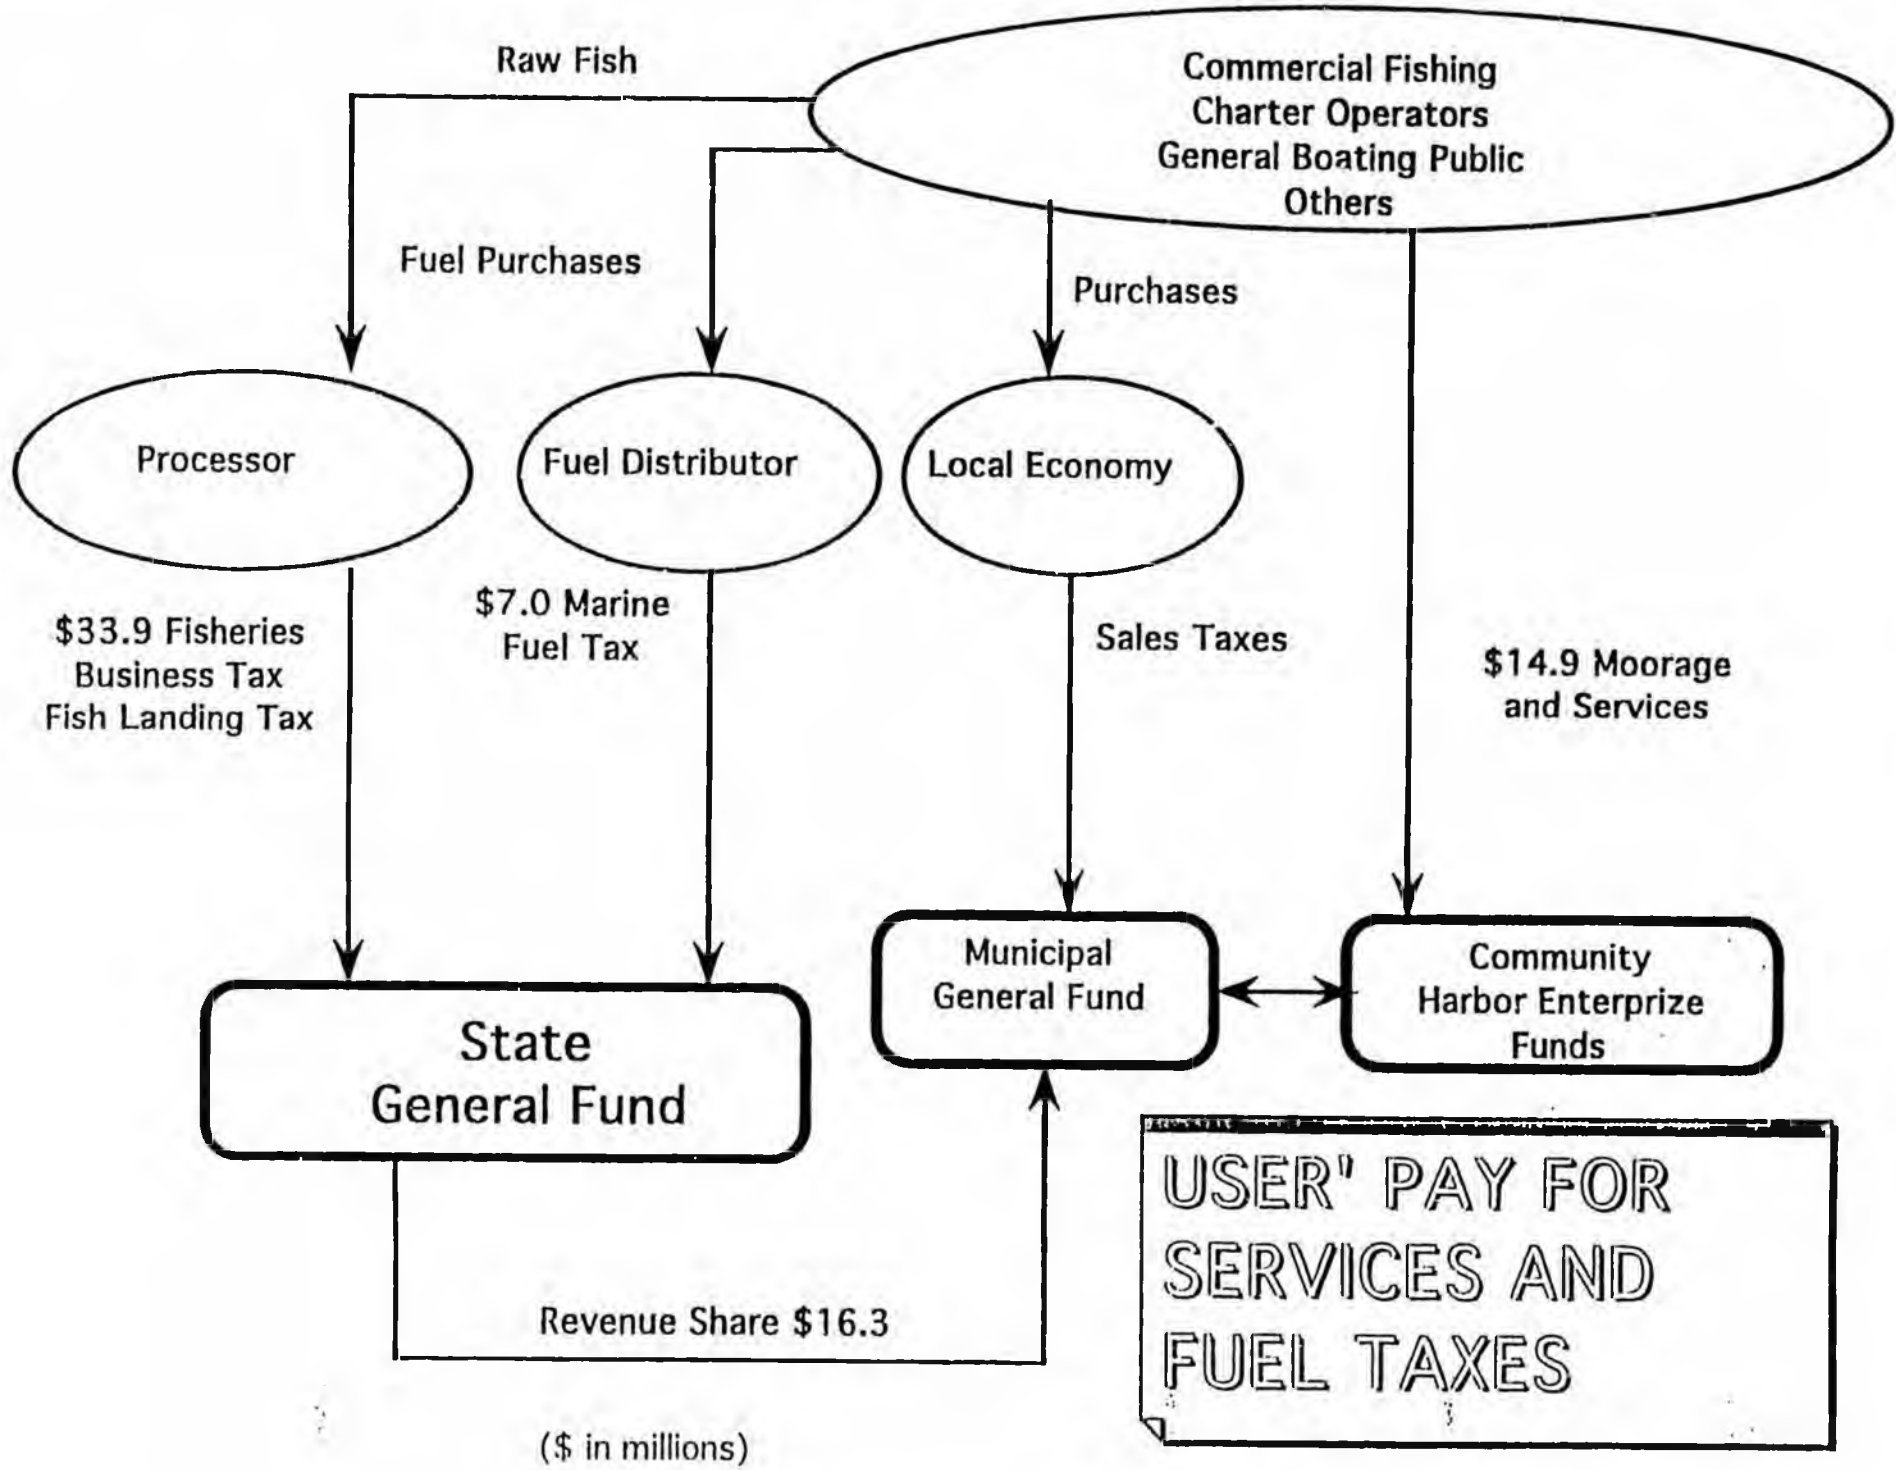 Raw Fish
Commercial Fishing
Charter Operators
General Boating Public
Others
Fuel Purchases
Purchases
Processor
Fuel Distributor
Local Economy
$33.9 Fisheries
Business Tax
Fish Landing Tax
$7.0 Marine
Fuel Tax
Sales Taxes
$14.9 Moorage
and Services
State
General Fund
Municipal
General Fund
Community
Harbor Enterprize
Funds
Revenue Share $16.3
($ in millions)
USER' PAY FOR
SERVICES AND
FUEL TAXES